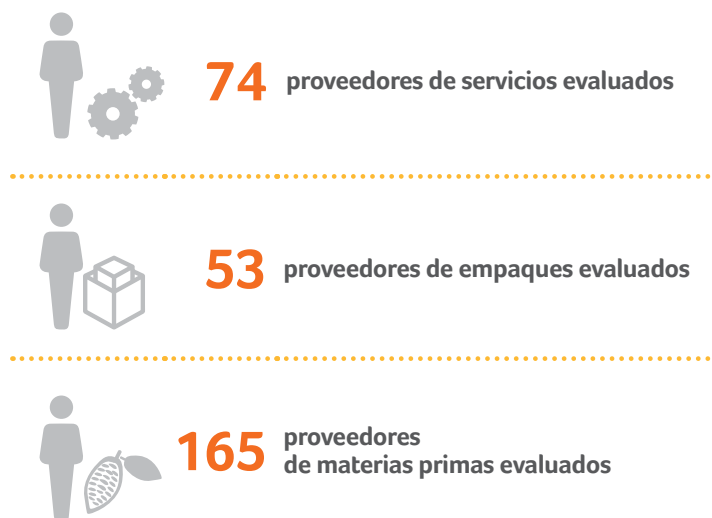 74 proveedores de servicios evaluados
53 proveedores de empaques evaluados
165 proveedores
de materias primas evaluados